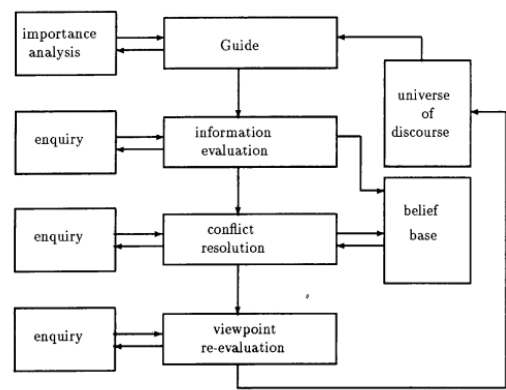 importance
analysis
Guide
universe
of
discourse
enquiry
information
evaluation
belief
base
enquiry
conflict
resolution
enquiry
viewpoint
re-evaluation